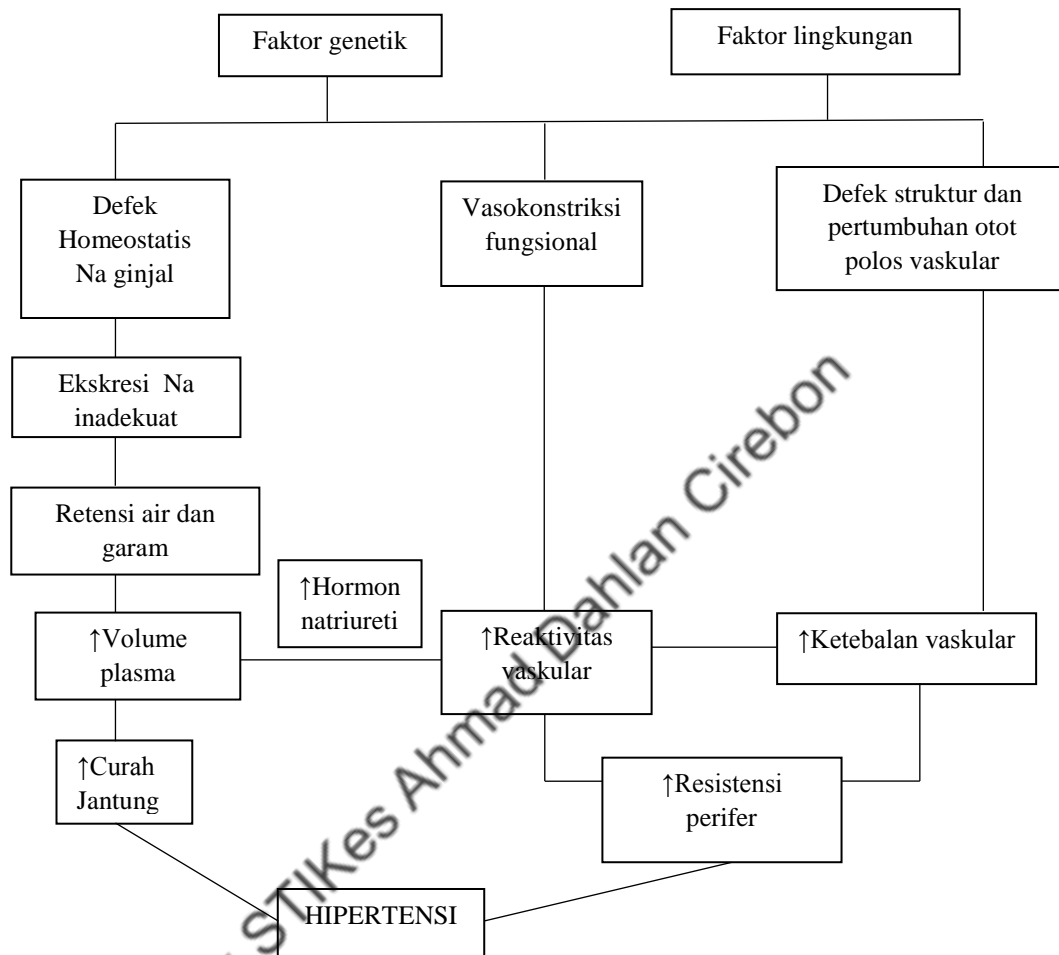 Faktor genetik
Faktor lingkungan
Defek
Homeostatis
Na ginjal
Vasokonstriksi
fungsional
Defek struktur dan
pertumbuhan otot
polos vaskular
Ekskresi Na
inadekuat
Retensi air dan
garam
↑Hormon
natriureti
↑Volume
plasma
↑Reaktivitas
vaskular
↑Ketebalan vaskular
↑Curah
Jantung
↑Resistensi
perifer
HIPERTENSI
STIKes Ahmad Dahlan Cirebon